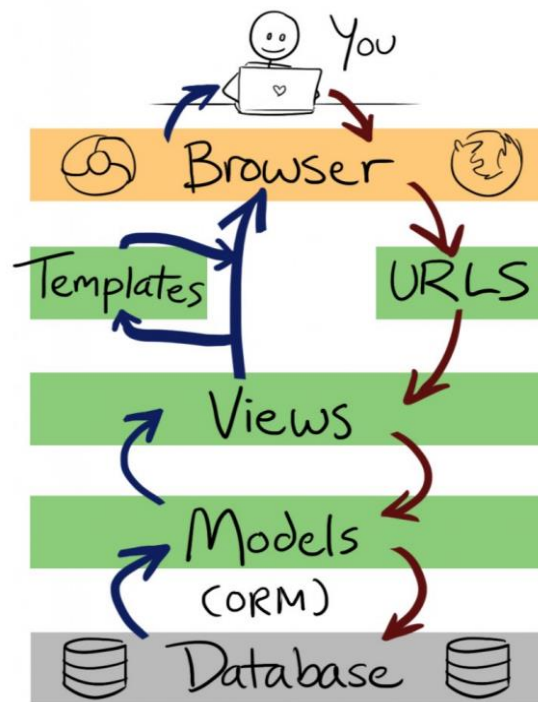 You
Browser
Templates
URLS
Views
Models
(ORM)
Database